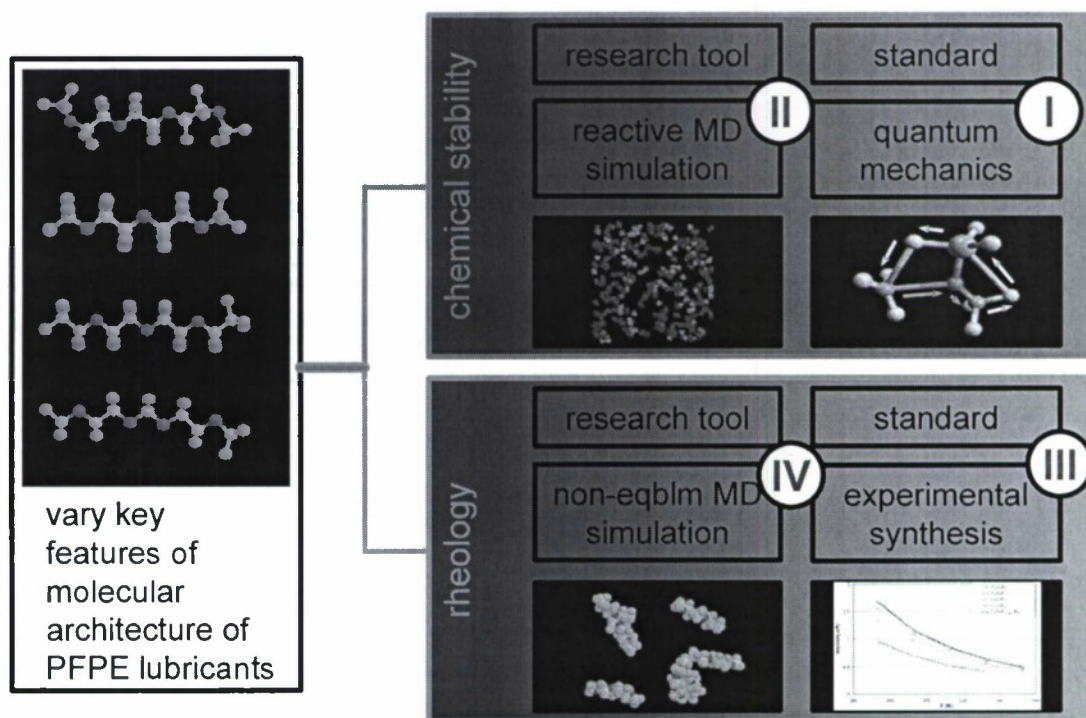 vary key
features of
molecular
architecture of
PFPE lubricants
chemical stability
research tool
standard
II
I
reactive MD
simulation
quantum
mechanics
rheology
research tool
standard
IV
III
non-eqblm MD
simulation
experimental
synthesis